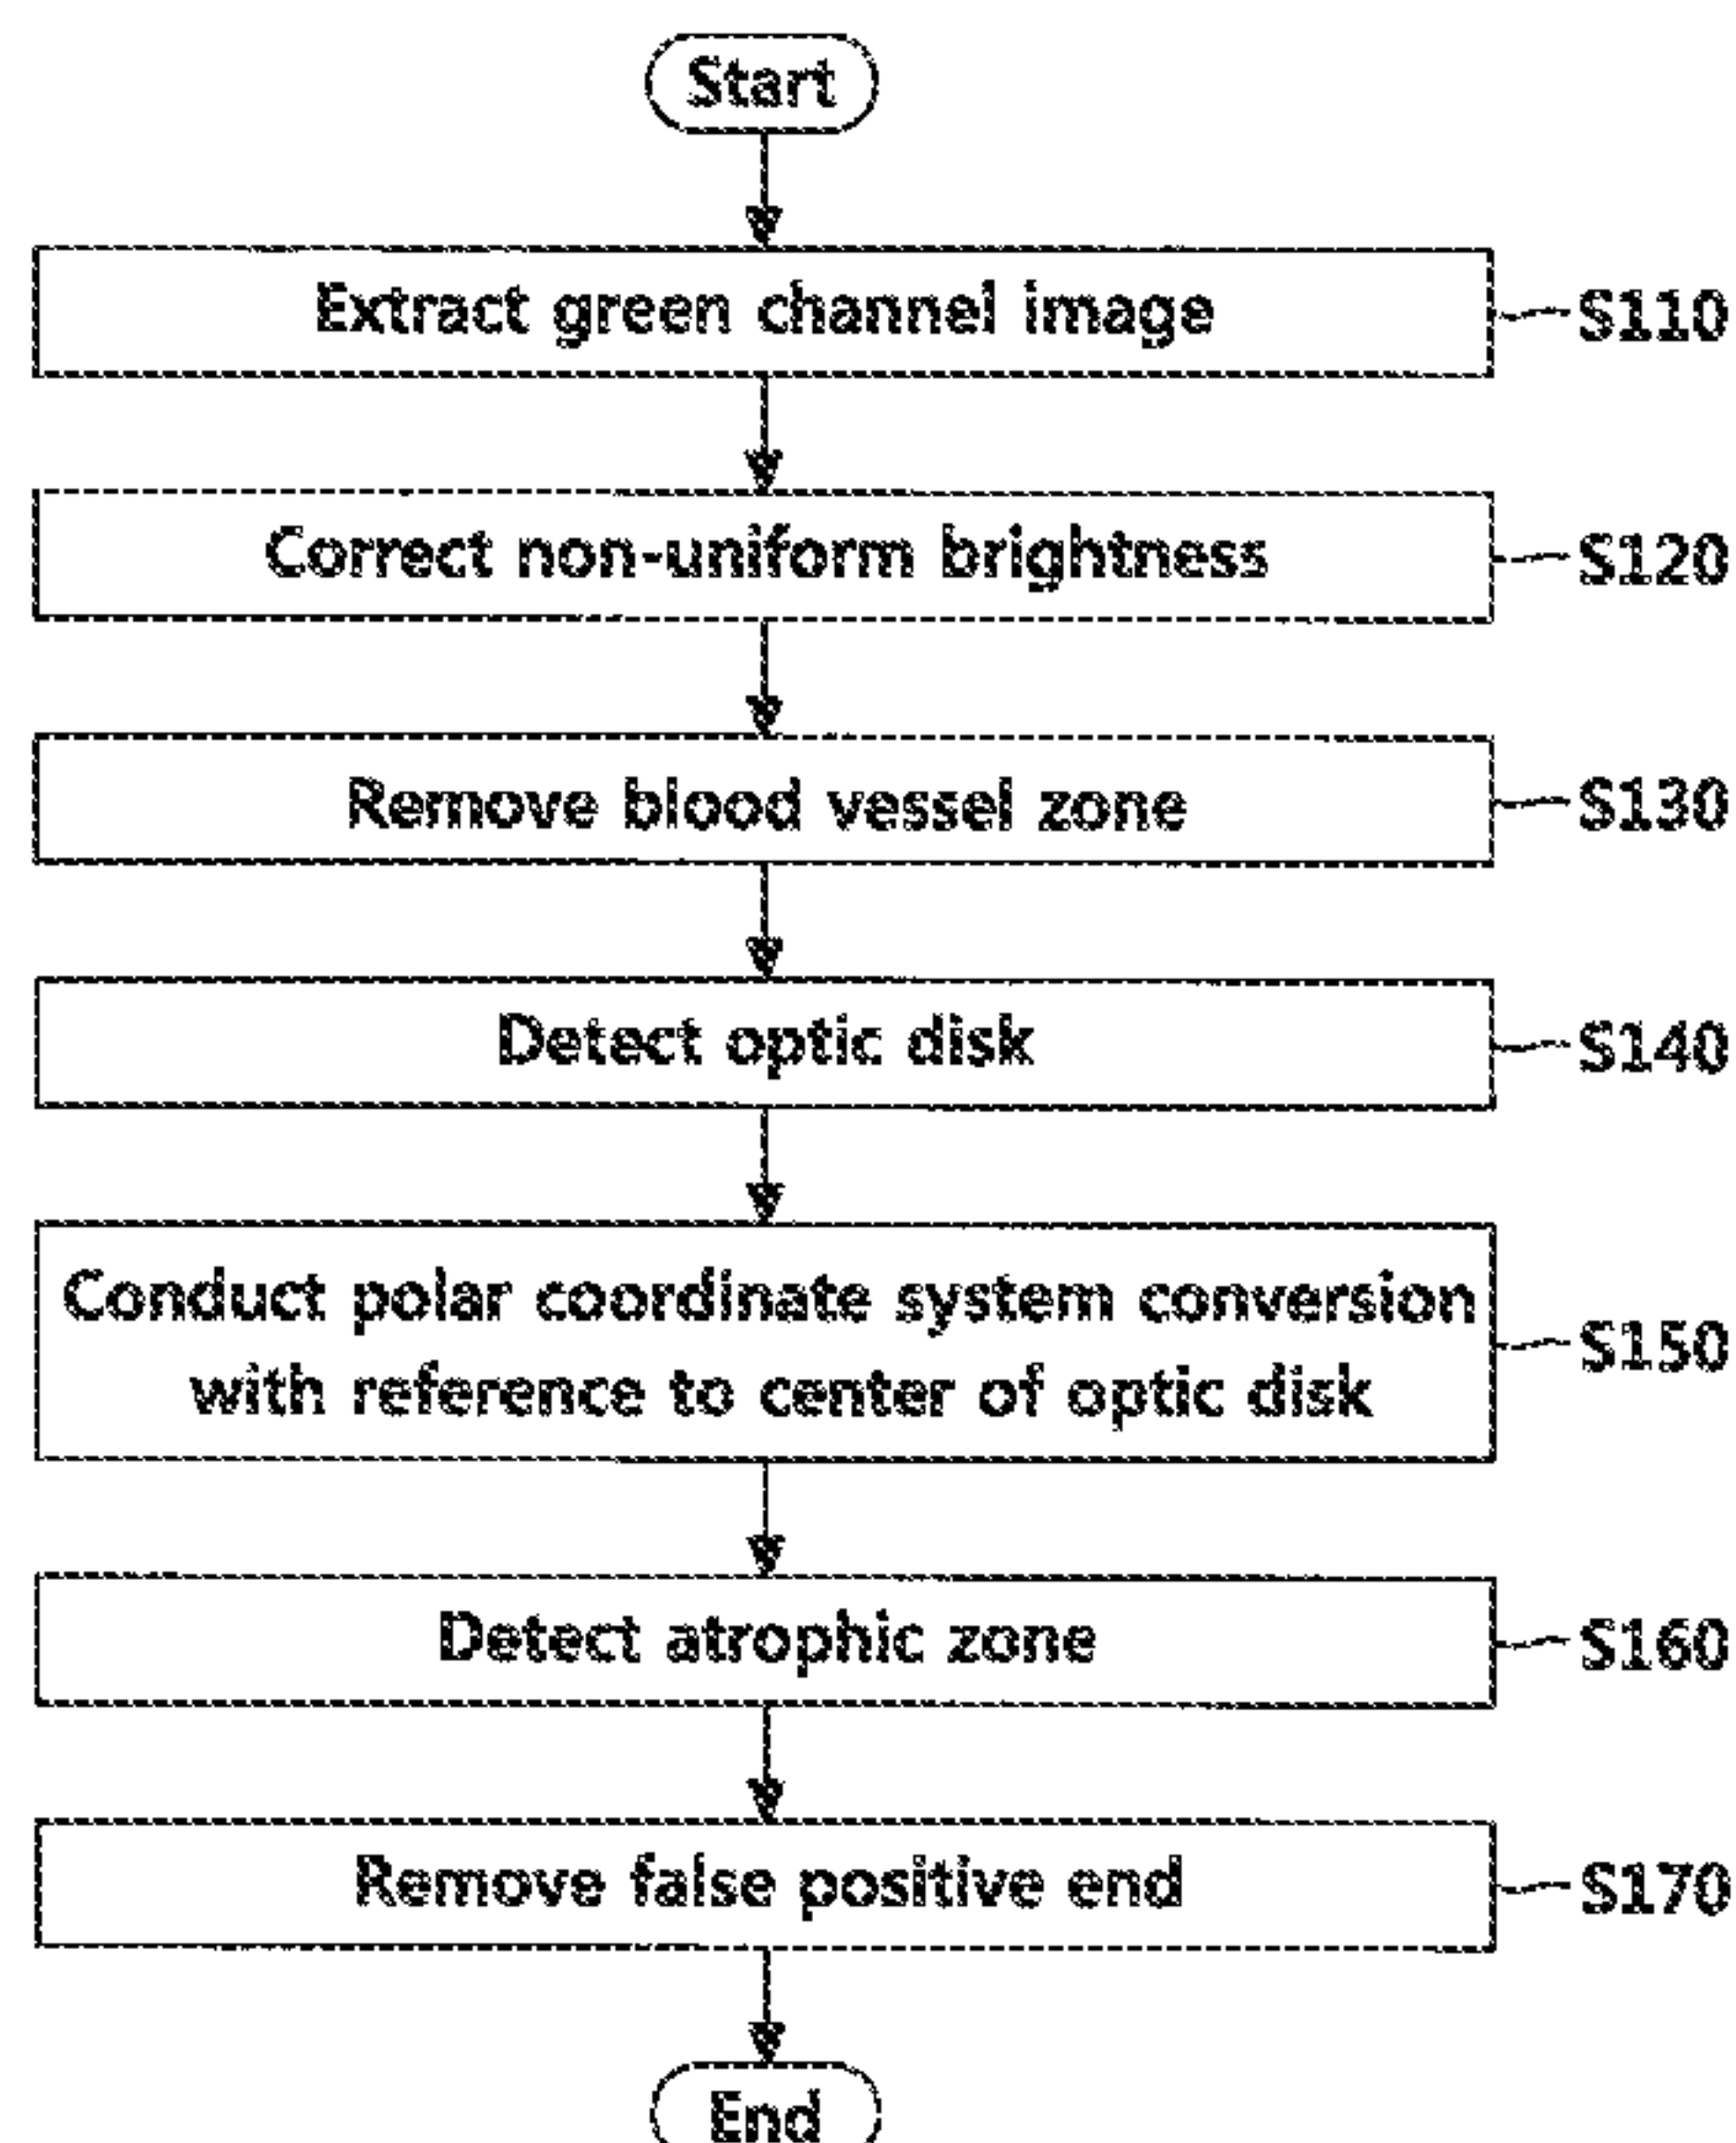 Start
Extract green channel image
S110
Correct non-uniform brightness
S120
Remove blood vessel zone
S130
Detect optic disk
S140
Conduct polar coordinate system conversion
with reference to center of optic disk
S150
Detect atrophic zone
S160
Remove false positive end
S170
End